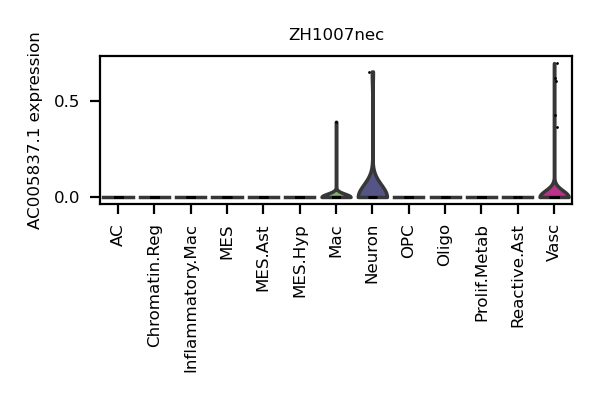 ZH1007nec
AC005837.1 expression
0.5
0.0
AC
Chromatin.Reg
Inflammatory.Mac
MES
MES.Ast
MES.Hyp
Mac
Neuron
OPC
Oligo
Prolif.Metab
Reactive.Ast
Vasc